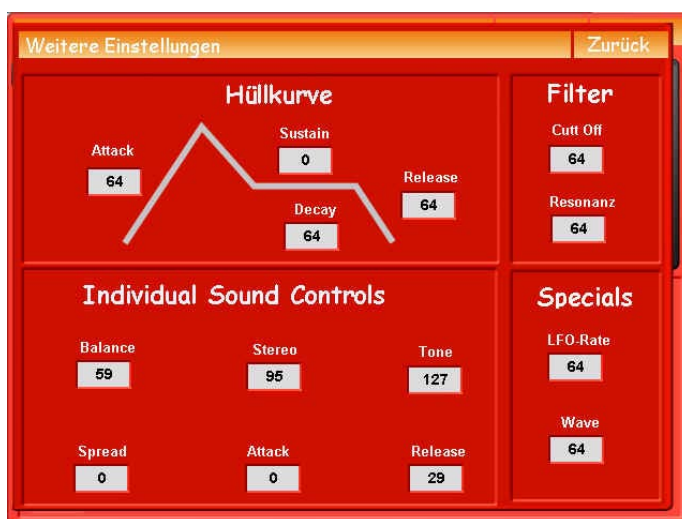 Weitere Einstellungen
Zurück
Hüllkurve
Attack
64
Sustain
0
Decay
64
Release
64
Filter
Cutt Off
64
Resonanz
64
Individual Sound Controls
Balance
59
Stereo
95
Tone
127
Spread
0
Attack
0
Release
29
Specials
LFO-Rate
64
Wave
64